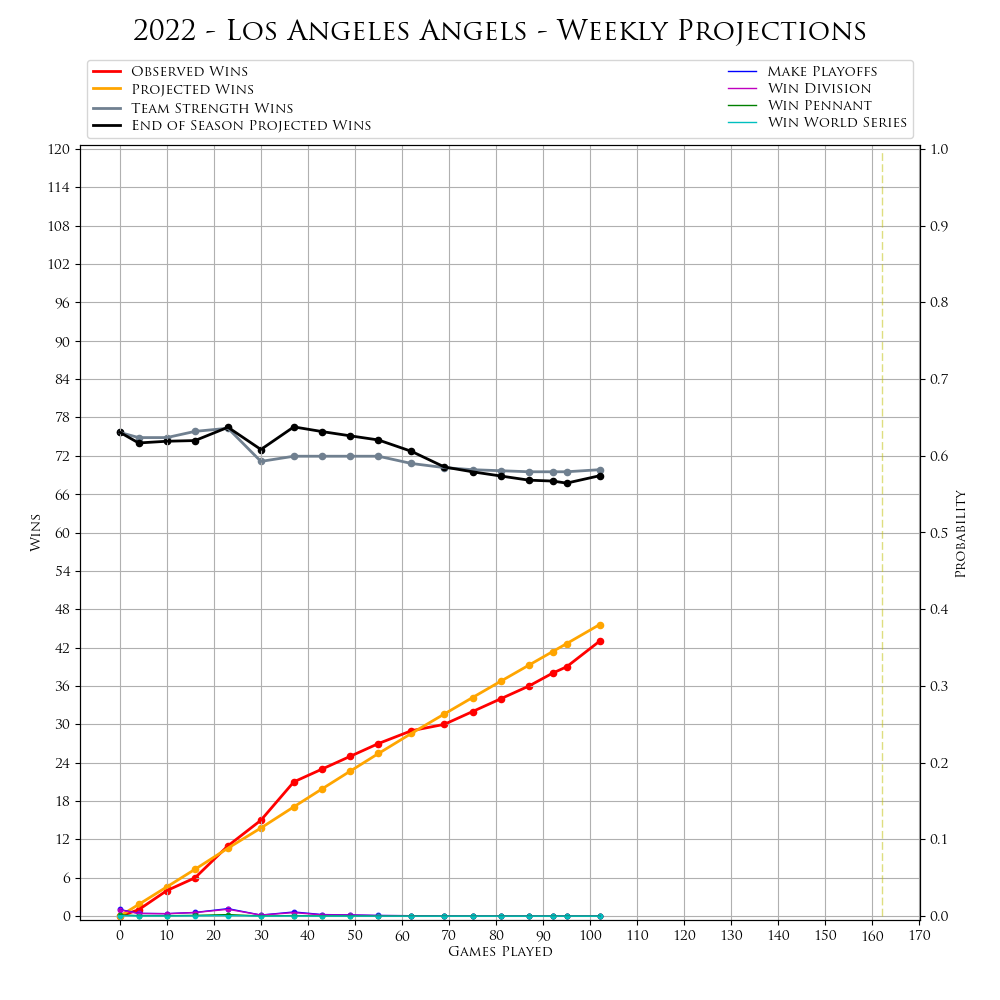 2022 - Los Angeles Angels - Weekly Projections
Observed Wins
Projected Wins
Team Strength Wins
End of Season Projected Wins
Make Playoffs
Win Division
Win Pennant
Win World Series
120
114
108
102
96
90
84
78
72
66
60
54
48
42
36
30
24
18
12
6
0
Wins
1.0
0.9
0.8
0.7
0.6
0.5
0.4
0.3
0.2
0.1
0.0
Probability
0 10 20 30 40 50 60 70 80 90 100 110 120 130 140 150 160 170
Games Played